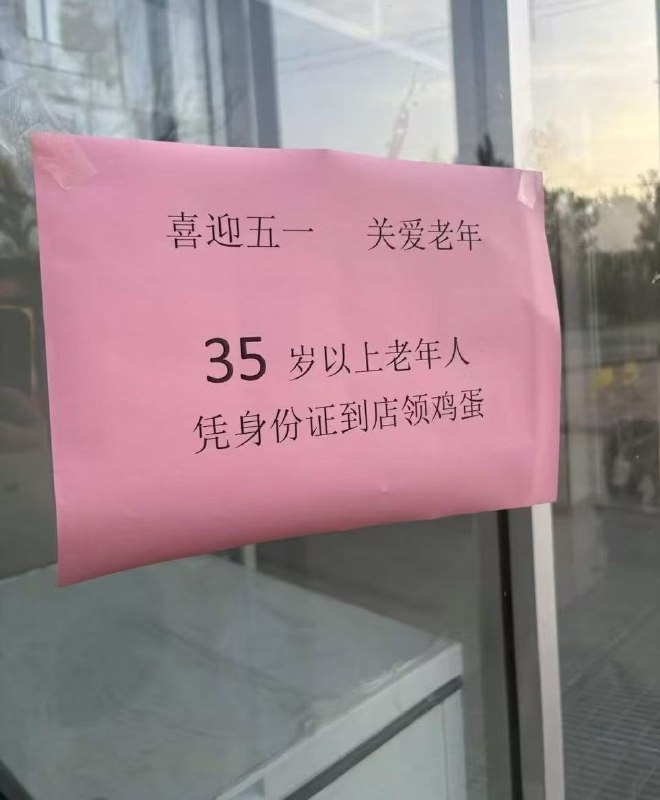 喜迎五一 关爱老年
35 岁以上老年人
凭身份证到店领鸡蛋